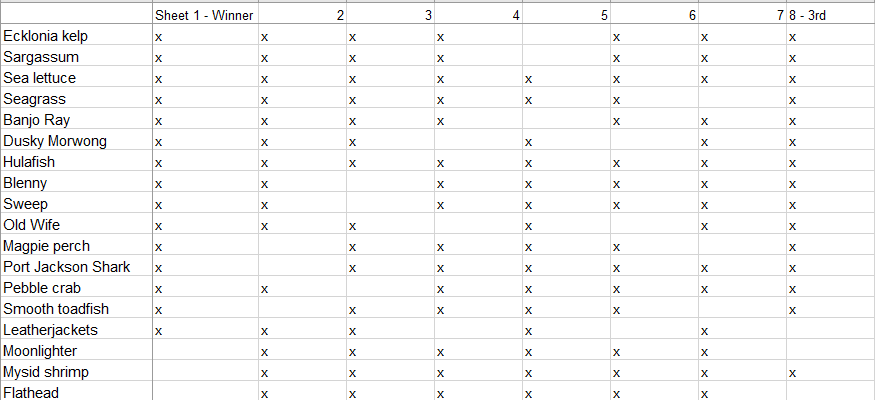 Sheet 1 - Winner 2 3 4 5 6 7 8 - 3rd
Ecklonia kelp x x x x x x x
Sargassum x x x x x x x
Sea lettuce x x x x x x x x
Seagrass x x x x x x x
Banjo Ray x x x x x x x
Dusky Morwong x x x x x x
Hulafish x x x x x x x x
Blenny x x x x x x x
Sweep x x x x x x x
Old Wife x x x x x x
Magpie perch x x x x x x
Port Jackson Shark x x x x x x x
Pebble crab x x x x x x x
Smooth toadfish x x x x x x
Leatherjackets x x x x x
Moonlighter x x x x x x
Mysid shrimp x x x x x x x
Flathead x x x x x x